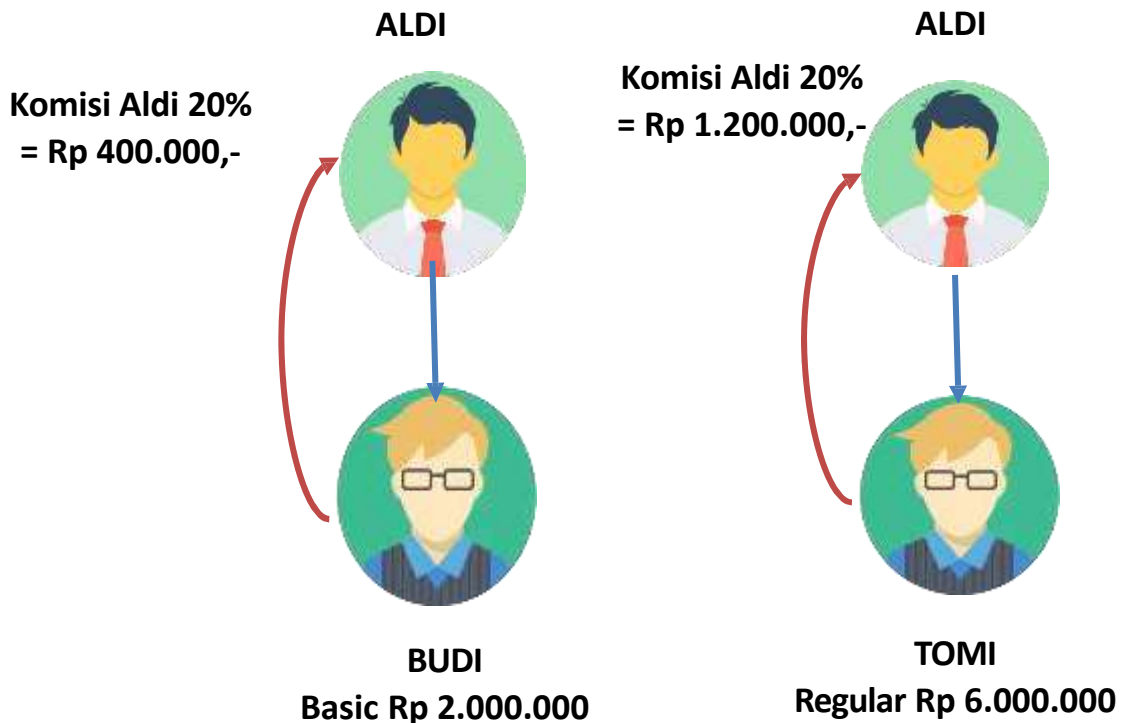 ALDI
Komisi Aldi 20%
= Rp 400.000,-
BUDI
Basic Rp 2.000.000
ALDI
Komisi Aldi 20%
= Rp 1.200.000,-
TOMI
Regular Rp 6.000.000